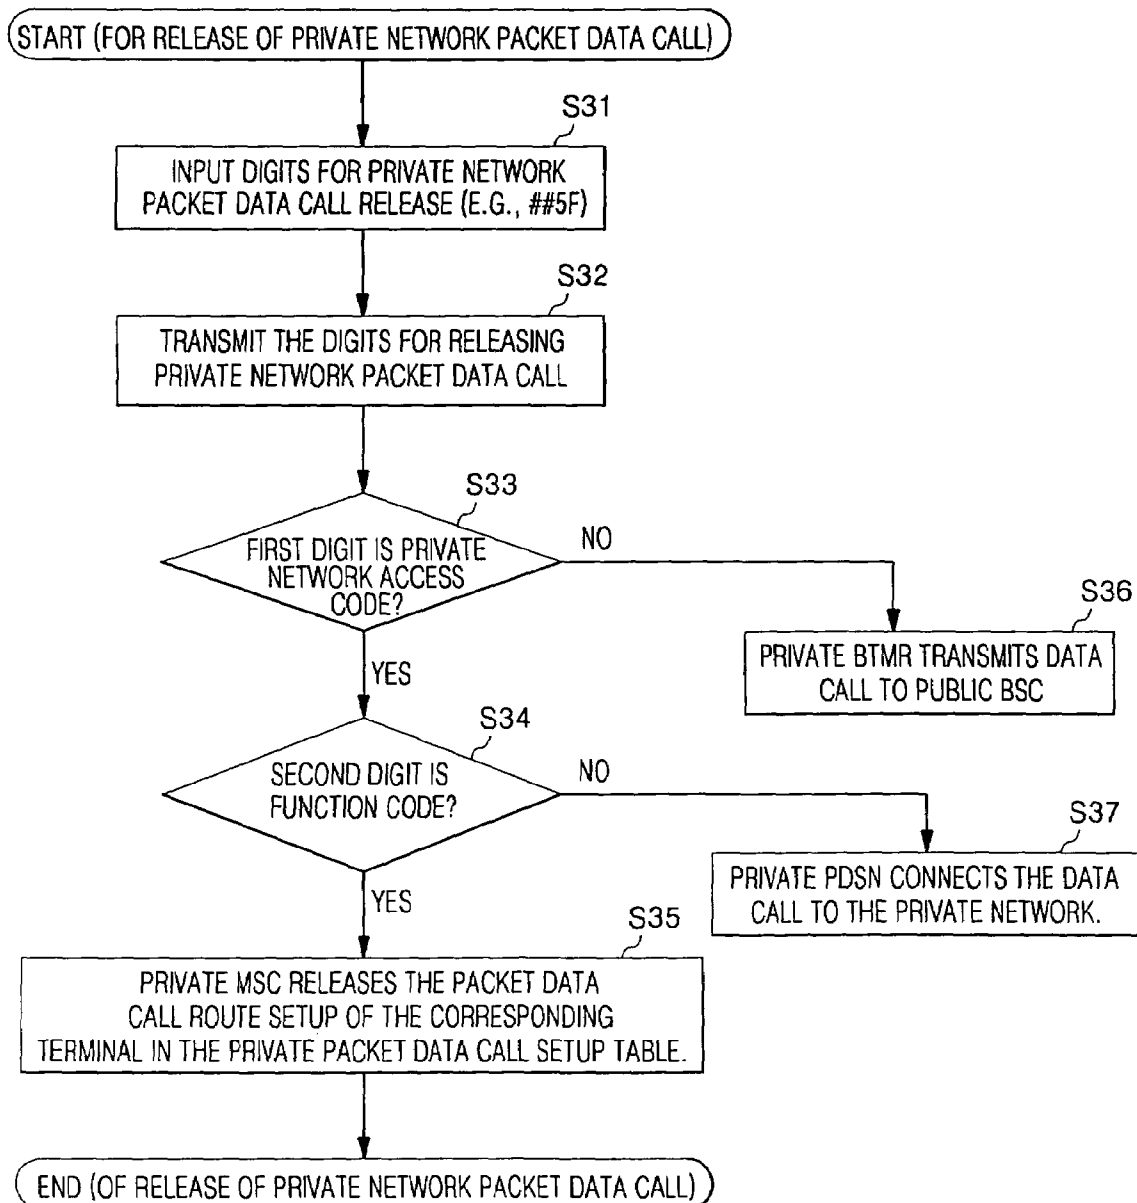 START (FOR RELEASE OF PRIVATE NETWORK PACKET DATA CALL)
S31
INPUT DIGITS FOR PRIVATE NETWORK
PACKET DATA CALL RELEASE (E.G., ##5F)
S32
TRANSMIT THE DIGITS FOR RELEASING
PRIVATE NETWORK PACKET DATA CALL
S33
FIRST DIGIT IS PRIVATE
NETWORK ACCESS
CODE?
NO
YES
S36
PRIVATE BTMR TRANSMITS DATA
CALL TO PUBLIC BSC
S34
SECOND DIGIT IS
FUNCTION CODE?
NO
YES
S37
PRIVATE PDSN CONNECTS THE DATA
CALL TO THE PRIVATE NETWORK.
S35
PRIVATE MSC RELEASES THE PACKET DATA
CALL ROUTE SETUP OF THE CORRESPONDING
TERMINAL IN THE PRIVATE PACKET DATA CALL SETUP TABLE.
END (OF RELEASE OF PRIVATE NETWORK PACKET DATA CALL)